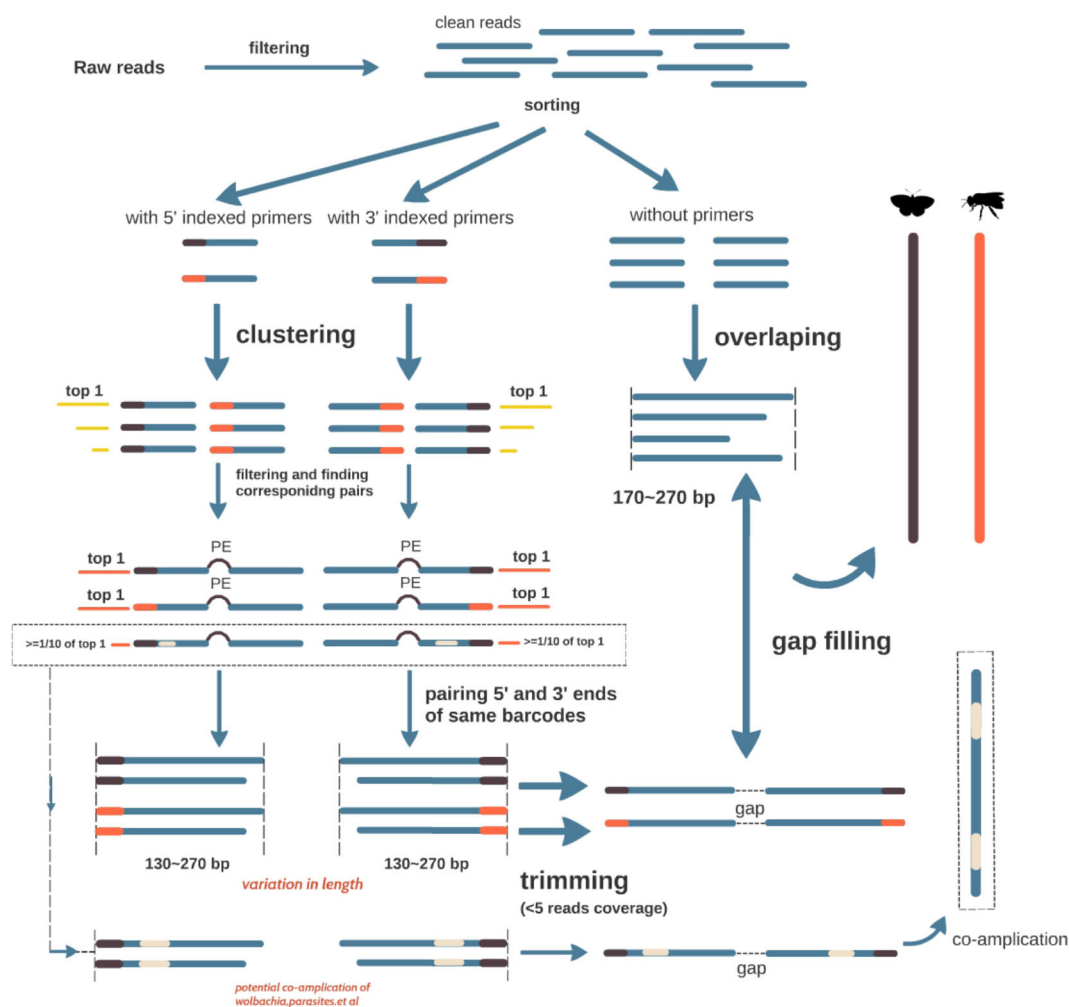 clean reads
filtering
Raw reads
sorting
with 5' indexed primers
with 3' indexed primers
without primers
clustering
overlaping
top 1
top 1
filtering and finding
corresponidng pairs
170~270 bp
PE
PE
top 1
top 1
PE
PE
top 1
top 1
>=1/10 of top 1
>=1/10 of top 1
gap filling
pairing 5' and 3' ends
of same barcodes
gap
130~270 bp
130~270 bp
variation in length
trimming
(<5 reads coverage)
co-amplication
gap
potential co-amplication of
wolbachia,parasites.et al